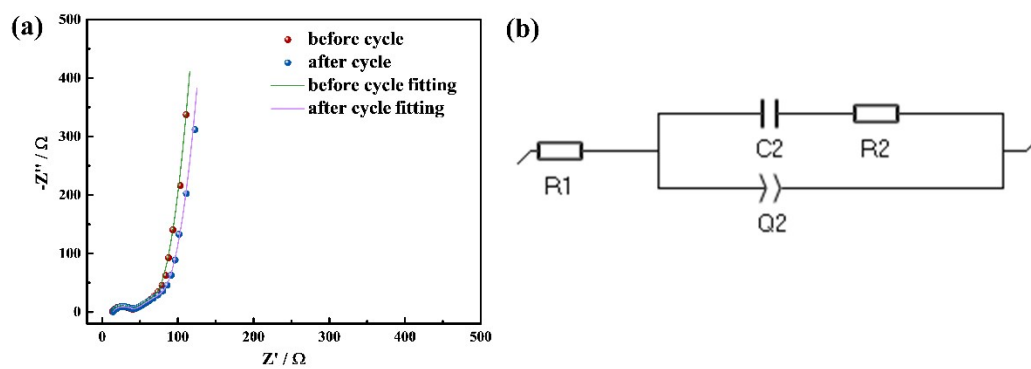 (a)
500
400
300
200
100
0
-Z'' / Ω
0 100 200 300 400 500
Z' / Ω
before cycle
after cycle
before cycle fitting
after cycle fitting
(b)
C2
R2
R1
Q2